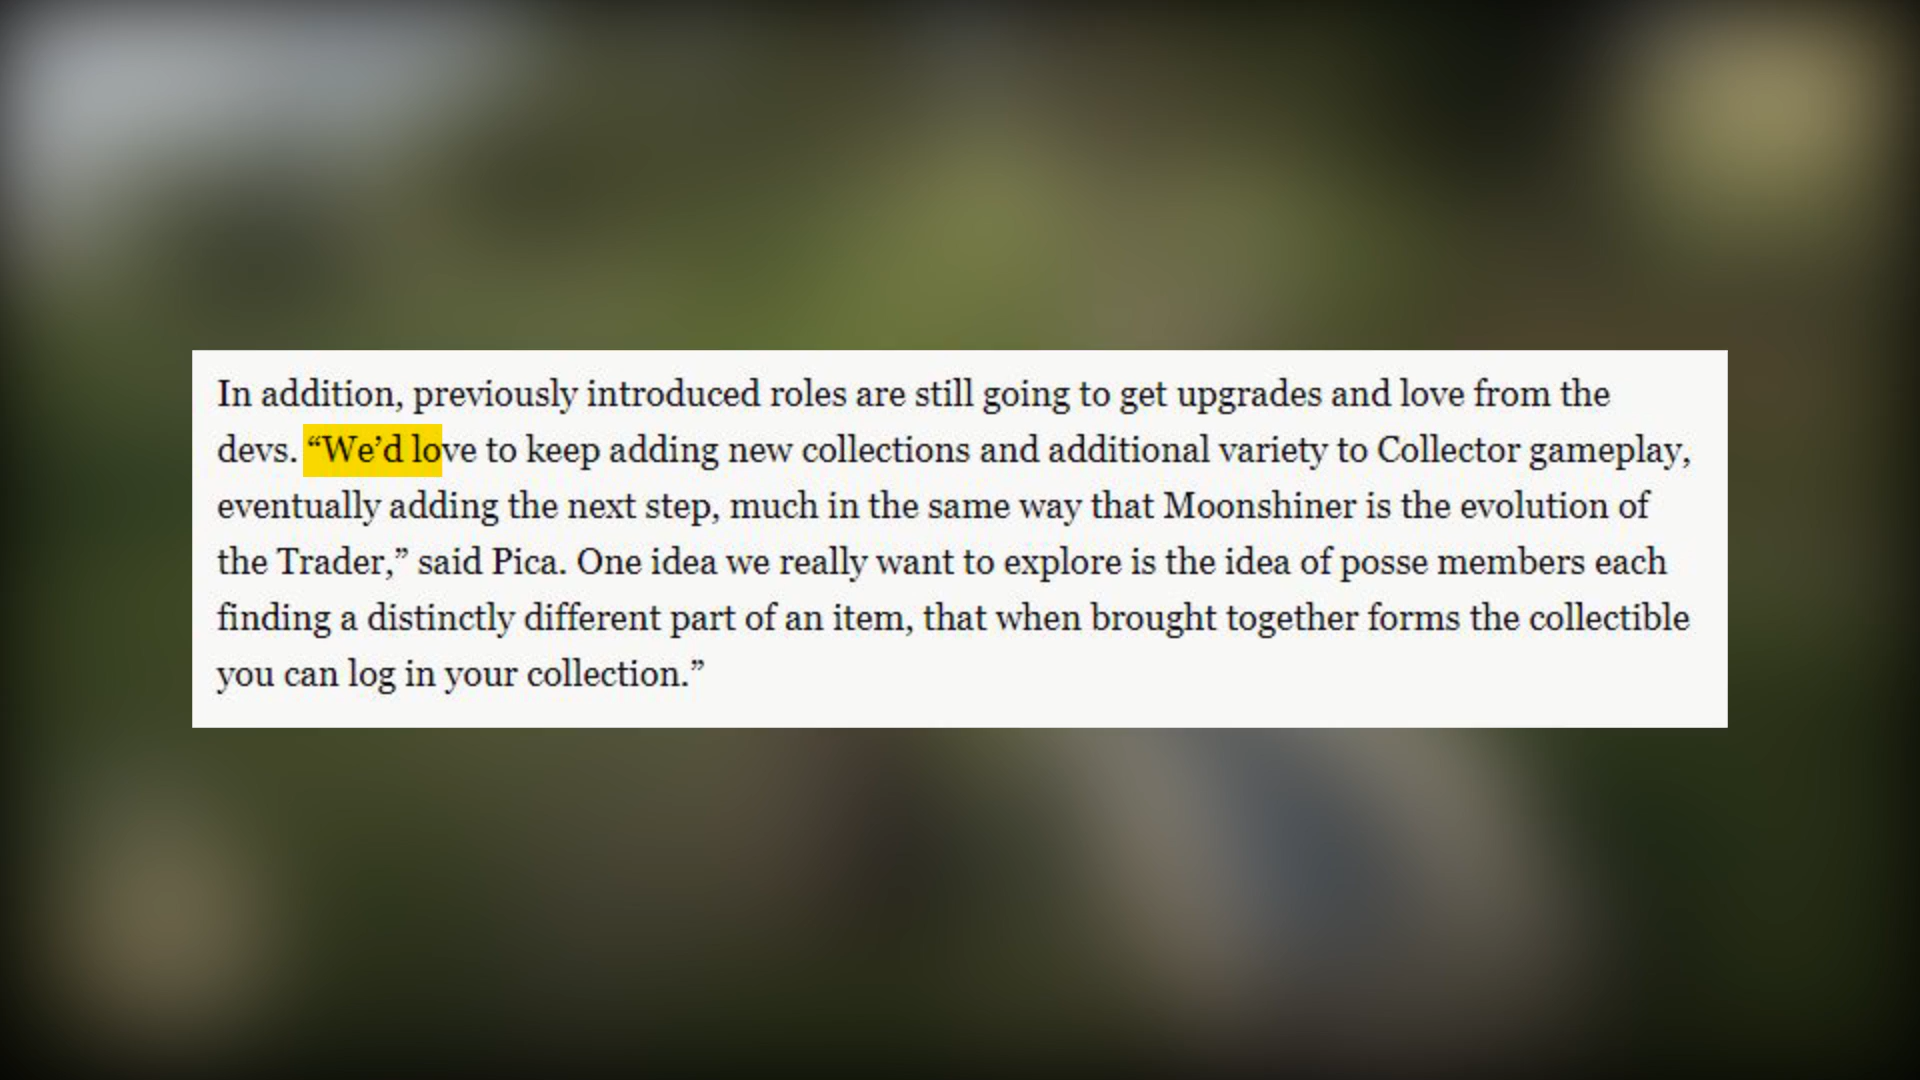 In addition, previously introduced roles are still going to get upgrades and love from the
devs. “We’d love to keep adding new collections and additional variety to Collector gameplay,
eventually adding the next step, much in the same way that Moonshiner is the evolution of
the Trader,” said Pica. One idea we really want to explore is the idea of posse members each
finding a distinctly different part of an item, that when brought together forms the collectible
you can log in your collection.”